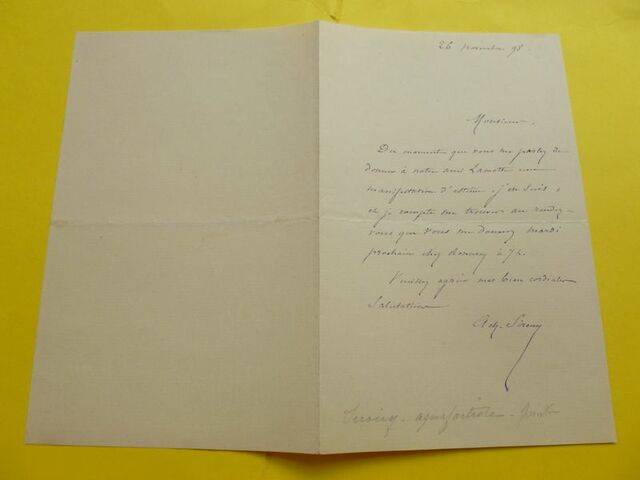 26 novembre 98.
Monsieur,
Du moment que vous me parlez de
donner à notre ami Lamotte une
manifestation d'estime, j'en suis,
et je compte me trouver au rendez-
vous que vous me donnez mardi
prochain chez à 7h.
Veuillez agréer mes bien cordiales
Salutations
Ach. Sirouy
Sirouy - aquafortiste - peintre